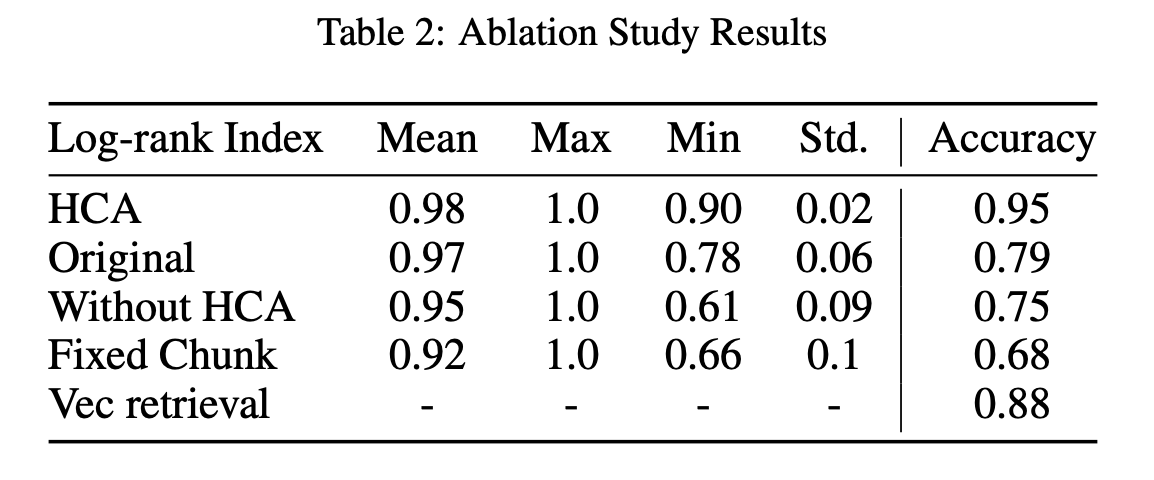 Table 2: Ablation Study Results
Log-rank Index Mean Max Min Std. Accuracy
HCA 0.98 1.0 0.90 0.02 0.95
Original 0.97 1.0 0.78 0.06 0.79
Without HCA 0.95 1.0 0.61 0.09 0.75
Fixed Chunk 0.92 1.0 0.66 0.1 0.68
Vec retrieval - - - - 0.88